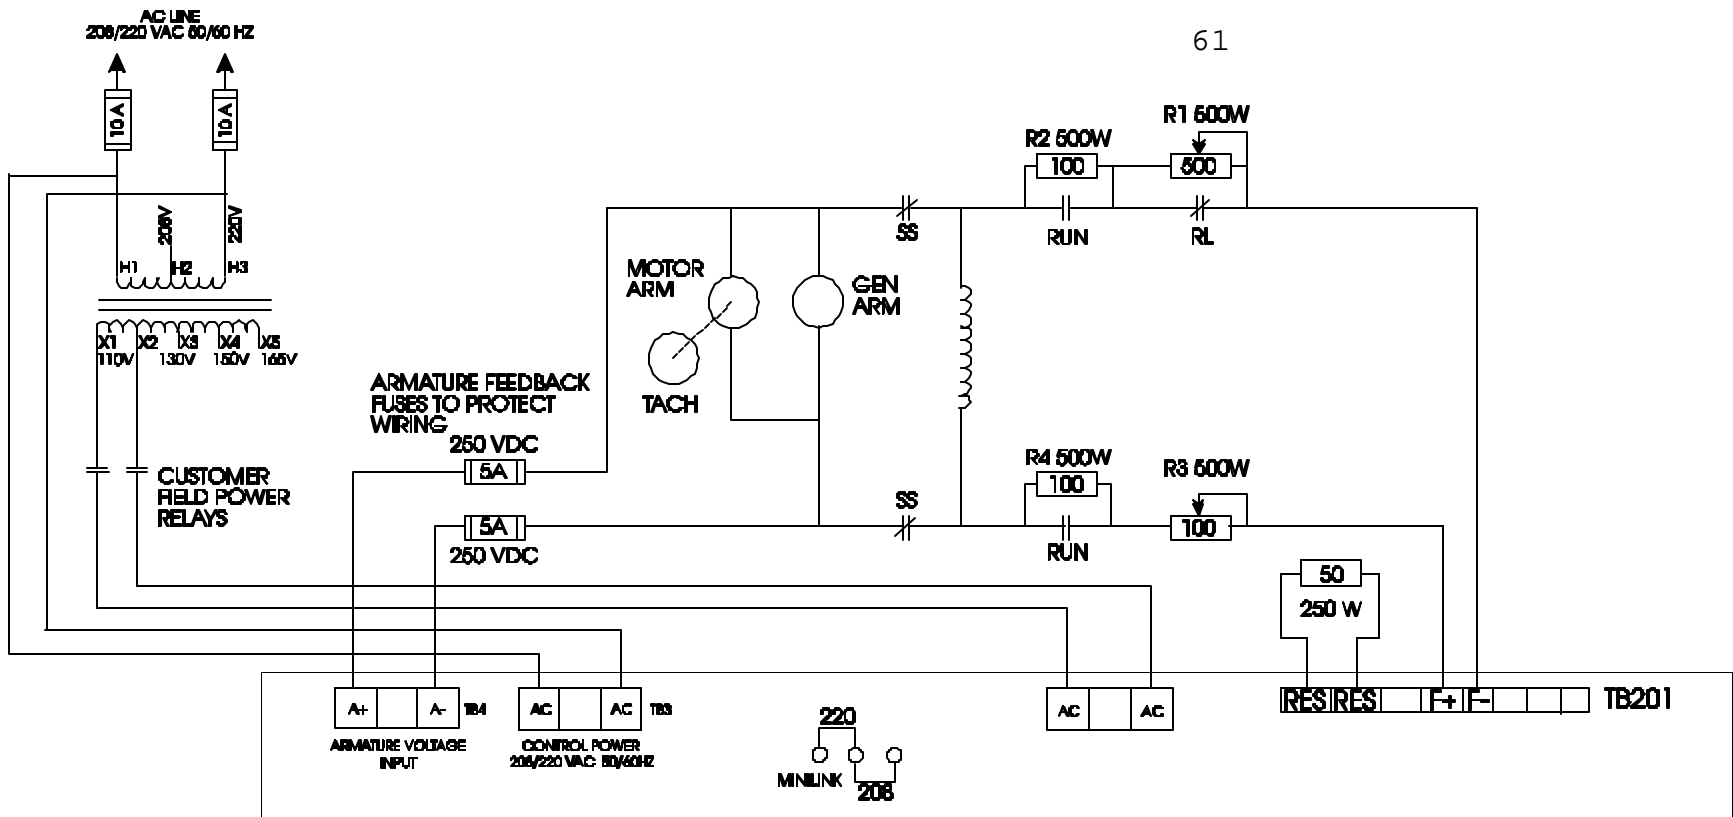 AC LINE
208/220 VAC 50/60 HZ
61
10A
10A
R1 500W
R2 500W
100
500
208V
220V
SS
RUN
RL
H1
H2
H3
MOTOR
ARM
GEN
ARM
X1
X2
X3
X4
X5
110V
130V
150V
165V
ARMATURE FEEDBACK
FUSES TO PROTECT
WIRING
TACH
250 VDC
5A
CUSTOMER
FIELD POWER
RELAYS
R4 500W
100
R3 500W
SS
5A
100
250 VDC
RUN
50
250 W
A+
A-
TB4
AC
AC
TB3
AC
AC
RES
RES
F+
F-
TB201
ARMATURE VOLTAGE
INPUT
CONTROL POWER
208/220 VAC 50/60HZ
220
MINILINK
208